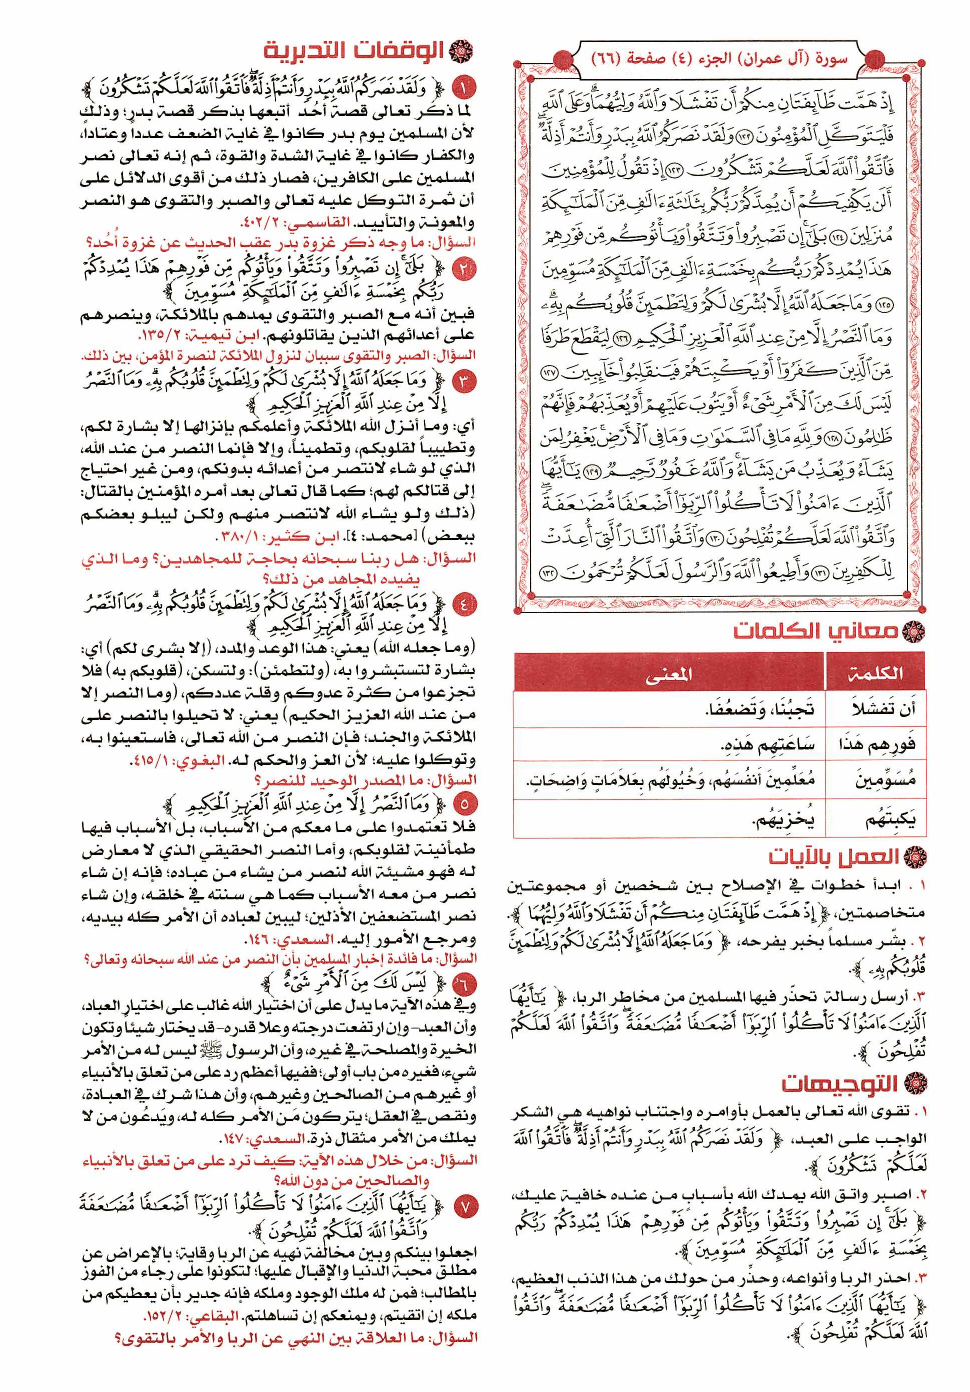 سورة (آل عمران) الجزء (٤) صفحة (٦٦)
إِذْ هَمَّت طَّآئِفَتَانِ مِنكُمْ أَن تَفْشَلَا وَٱللَّهُ وَلِيُّهُمَا ۗ وَعَلَى ٱللَّهِ
فَلْيَتَوَكَّلِ ٱلْمُؤْمِنُونَ ١٢٢ وَلَقَدْ نَصَرَكُمُ ٱللَّهُ بِبَدْرٍ وَأَنتُمْ أَذِلَّةٌ ۖ
فَٱتَّقُوا۟ ٱللَّهَ لَعَلَّكُمْ تَشْكُرُونَ ١٢٣ إِذْ تَقُولُ لِلْمُؤْمِنِينَ
أَلَن يَكْفِيَكُمْ أَن يُمِدَّكُمْ رَبُّكُم بِثَلَٰثَةِ ءَالَٰفٍ مِّنَ ٱلْمَلَٰٓئِكَةِ
مُنزَلِينَ ١٢٤ بَلَىٰٓ ۚ إِن تَصْبِرُوا۟ وَتَتَّقُوا۟ وَيَأْتُوكُم مِّن فَوْرِهِمْ
هَٰذَا يُمْدِدْكُمْ رَبُّكُم بِخَمْسَةِ ءَالَٰفٍ مِّنَ ٱلْمَلَٰٓئِكَةِ مُسَوِّمِينَ
١٢٥ وَمَا جَعَلَهُ ٱللَّهُ إِلَّا بُشْرَىٰ لَكُمْ وَلِتَطْمَئِنَّ قُلُوبُكُم بِهِۦ ۗ
وَمَا ٱلنَّصْرُ إِلَّا مِنْ عِندِ ٱللَّهِ ٱلْعَزِيزِ ٱلْحَكِيمِ ١٢٦ لِيَقْطَعَ طَرَفًا
مِّنَ ٱلَّذِينَ كَفَرُوٓا۟ أَوْ يَكْبِتَهُمْ فَيَنقَلِبُوا۟ خَآئِبِينَ ١٢٧
لَيْسَ لَكَ مِنَ ٱلْأَمْرِ شَىْءٌ أَوْ يَتُوبَ عَلَيْهِمْ أَوْ يُعَذِّبَهُمْ فَإِنَّهُمْ
ظَٰلِمُونَ ١٢٨ وَلِلَّهِ مَا فِى ٱلسَّمَٰوَٰتِ وَمَا فِى ٱلْأَرْضِ ۚ يَغْفِرُ لِمَن
يَشَآءُ وَيُعَذِّبُ مَن يَشَآءُ ۚ وَٱللَّهُ غَفُورٌ رَّحِيمٌ ١٢٩ يَٰٓأَيُّهَا
ٱلَّذِينَ ءَامَنُوا۟ لَا تَأْكُلُوا۟ ٱلرِّبَوٰٓا۟ أَضْعَٰفًا مُّضَٰعَفَةً ۖ
وَٱتَّقُوا۟ ٱللَّهَ لَعَلَّكُمْ تُفْلِحُونَ ١٣٠ وَٱتَّقُوا۟ ٱلنَّارَ ٱلَّتِىٓ أُعِدَّتْ
لِلْكَٰفِرِينَ ١٣١ وَأَطِيعُوا۟ ٱللَّهَ وَٱلرَّسُولَ لَعَلَّكُمْ تُرْحَمُونَ ١٣٢
معاني الكلمات
الكلمة المعنى
أَن تَفْشَلَا تَجبُنَا، وَتَضعُفَا.
فَورِهِم هَذَا سَاعَتِهِم هَذِهِ.
مُسَوِّمِينَ مُعَلِّمِينَ أَنفُسَهُم، وَخُيُولَهُم بِعَلَامَاتٍ وَاضِحَاتٍ.
يَكبِتَهُم يُخزِيَهُم.
العمل بالآيات
١ . ابدأ خطوات في الإصلاح بين شخصين أو مجموعتين
متخاصمتين، ﴿ إِذْ هَمَّت طَّآئِفَتَانِ مِنكُمْ أَن تَفْشَلَا وَٱللَّهُ وَلِيُّهُمَا ﴾.
٢. بشّر مسلماً بخبر يفرحه، ﴿ وَمَا جَعَلَهُ ٱللَّهُ إِلَّا بُشْرَىٰ لَكُمْ وَلِتَطْمَئِنَّ
قُلُوبُكُم بِهِۦ ﴾.
٣. أرسل رسالة تحذّر فيها المسلمين من مخاطر الربا، ﴿ يَٰٓأَيُّهَا
ٱلَّذِينَ ءَامَنُوا۟ لَا تَأْكُلُوا۟ ٱلرِّبَوٰٓا۟ أَضْعَٰفًا مُّضَٰعَفَةً ۖ وَٱتَّقُوا۟ ٱللَّهَ لَعَلَّكُمْ
تُفْلِحُونَ ﴾.
التوجيهات
١. تقوى الله تعالى بالعمل بأوامره واجتناب نواهيه هي الشكر
الواجب على العبد، ﴿ وَلَقَدْ نَصَرَكُمُ ٱللَّهُ بِبَدْرٍ وَأَنتُمْ أَذِلَّةٌ ۖ فَٱتَّقُوا۟ ٱللَّهَ
لَعَلَّكُمْ تَشْكُرُونَ ﴾.
٢. اصبر واتق الله يمدك الله بأسباب من عنده خافية عليك،
﴿ بَلَىٰٓ ۚ إِن تَصْبِرُوا۟ وَتَتَّقُوا۟ وَيَأْتُوكُم مِّن فَوْرِهِمْ هَٰذَا يُمْدِدْكُمْ رَبُّكُم
بِخَمْسَةِ ءَالَٰفٍ مِّنَ ٱلْمَلَٰٓئِكَةِ مُسَوِّمِينَ ﴾.
٣. احذر الربا وأنواعه، وحذّر من حولك من هذا الذنب العظيم،
﴿ يَٰٓأَيُّهَا ٱلَّذِينَ ءَامَنُوا۟ لَا تَأْكُلُوا۟ ٱلرِّبَوٰٓا۟ أَضْعَٰفًا مُّضَٰعَفَةً ۖ وَٱتَّقُوا۟
ٱللَّهَ لَعَلَّكُمْ تُفْلِحُونَ ﴾.
الوقفات التدبرية
١ ﴿ وَلَقَدْ نَصَرَكُمُ ٱللَّهُ بِبَدْرٍ وَأَنتُمْ أَذِلَّةٌ ۖ فَٱتَّقُوا۟ ٱللَّهَ لَعَلَّكُمْ تَشْكُرُونَ ﴾
لما ذكر تعالى قصة أحد أتبعها بذكر قصة بدر؛ وذلك
لأن المسلمين يوم بدر كانوا في غاية الضعف عدداً وعتاداً،
والكفار كانوا في غاية الشدة والقوة، ثم إنه تعالى نصر
المسلمين على الكافرين، فصار ذلك من أقوى الدلائل على
أن ثمرة التوكل عليه تعالى والصبر والتقوى هو النصر
والمعونة والتأييد. القاسمي: ٤٠٢/٢.
السؤال: ما وجه ذكر غزوة بدر عقب الحديث عن غزوة أُحُد؟
٢ ﴿ بَلَىٰٓ ۚ إِن تَصْبِرُوا۟ وَتَتَّقُوا۟ وَيَأْتُوكُم مِّن فَوْرِهِمْ هَٰذَا يُمْدِدْكُمْ
رَبُّكُم بِخَمْسَةِ ءَالَٰفٍ مِّنَ ٱلْمَلَٰٓئِكَةِ مُسَوِّمِينَ ﴾
فبين أنه مع الصبر والتقوى يمدهم بالملائكة، وينصرهم
على أعدائهم الذين يقاتلونهم. ابن تيمية: ١٣٥/٢.
السؤال: الصبر والتقوى سببان لنزول الملائكة لنصرة المؤمن، بين ذلك.
٣ ﴿ وَمَا جَعَلَهُ ٱللَّهُ إِلَّا بُشْرَىٰ لَكُمْ وَلِتَطْمَئِنَّ قُلُوبُكُم بِهِۦ ۗ وَمَا ٱلنَّصْرُ
إِلَّا مِنْ عِندِ ٱللَّهِ ٱلْعَزِيزِ ٱلْحَكِيمِ ﴾
أي: وما أنزل الله الملائكة وأعلمكم بإنزالها إلا بشارة لكم،
وتطييباً لقلوبكم، وتطميناً، وإلا فإنما النصر من عند الله،
الذي لو شاء لانتصر من أعدائه بدونكم، ومن غير احتياج
إلى قتالكم لهم؛ كما قال تعالى بعد أمره المؤمنين بالقتال:
(ذلك ولو يشاء الله لانتصر منهم ولكن ليبلو بعضكم
ببعض) [محمد: ٤]. ابن كثير: ٣٨٠/١.
السؤال: هل ربنا سبحانه بحاجة للمجاهدين؟ وما الذي
يفيده المجاهد من ذلك؟
٤ ﴿ وَمَا جَعَلَهُ ٱللَّهُ إِلَّا بُشْرَىٰ لَكُمْ وَلِتَطْمَئِنَّ قُلُوبُكُم بِهِۦ ۗ وَمَا ٱلنَّصْرُ
إِلَّا مِنْ عِندِ ٱللَّهِ ٱلْعَزِيزِ ٱلْحَكِيمِ ﴾
(وما جعله الله) يعني: هذا الوعد والمدد، (إلا بشرى لكم) أي:
بشارة لتستبشروا به، (ولتطمئن): ولتسكن، (قلوبكم به) فلا
تجزعوا من كثرة عدوكم وقلة عددكم، (وما النصر إلا
من عند الله العزيز الحكيم) يعني: لا تحيلوا بالنصر على
الملائكة والجند؛ فإن النصر من الله تعالى، فاستعينوا به،
وتوكلوا عليه؛ لأن العز والحكم له. البغوي: ٤١٥/١.
السؤال: ما المصدر الوحيد للنصر؟
٥ ﴿ وَمَا ٱلنَّصْرُ إِلَّا مِنْ عِندِ ٱللَّهِ ٱلْعَزِيزِ ٱلْحَكِيمِ ﴾
فلا تعتمدوا على ما معكم من الأسباب، بل الأسباب فيها
طمأنينة لقلوبكم، وأما النصر الحقيقي الذي لا معارض
له فهو مشيئة الله لنصر من يشاء من عباده؛ فإنه إن شاء
نصر من معه الأسباب كما هي سنته في خلقه، وإن شاء
نصر المستضعفين الأذلين؛ ليبين لعباده أن الأمر كله بيديه،
ومرجع الأمور إليه. السعدي: ١٤٦.
السؤال: ما فائدة إخبار المسلمين بأن النصر من عند الله سبحانه وتعالى؟
٦ ﴿ لَيْسَ لَكَ مِنَ ٱلْأَمْرِ شَىْءٌ ﴾
وفي هذه الآية ما يدل على أن اختيار الله غالب على اختيار العباد،
وأن العبد-وإن ارتفعت درجته وعلا قدره-قد يختار شيئا وتكون
الخيرة والمصلحة في غيره، وأن الرسول ﷺ ليس له من الأمر
شيء، فغيره من باب أولى؛ ففيها أعظم رد على من تعلق بالأنبياء
أو غيرهم من الصالحين وغيرهم، وأن هذا شرك في العبادة،
ونقص في العقل؛ يتركون مَن الأمر كله له، ويَدعُون من لا
يملك من الأمر مثقال ذرة. السعدي: ١٤٧.
السؤال: من خلال هذه الآية: كيف ترد على من تعلق بالأنبياء
والصالحين من دون الله؟
٧ ﴿ يَٰٓأَيُّهَا ٱلَّذِينَ ءَامَنُوا۟ لَا تَأْكُلُوا۟ ٱلرِّبَوٰٓا۟ أَضْعَٰفًا مُّضَٰعَفَةً
وَٱتَّقُوا۟ ٱللَّهَ لَعَلَّكُمْ تُفْلِحُونَ ﴾.
اجعلوا بينكم وبين مخالفة نهيه عن الربا وقاية؛ بالإعراض عن
مطلق محبة الدنيا والإقبال عليها؛ لتكونوا على رجاء من الفوز
بالمطالب؛ فمن له ملك الوجود وملكه فإنه جدير بأن يعطيكم من
ملكه إن اتقيتم، ويمنعكم إن تساهلتم. البقاعي: ١٥٢/٢.
السؤال: ما العلاقة بين النهي عن الربا والأمر بالتقوى؟